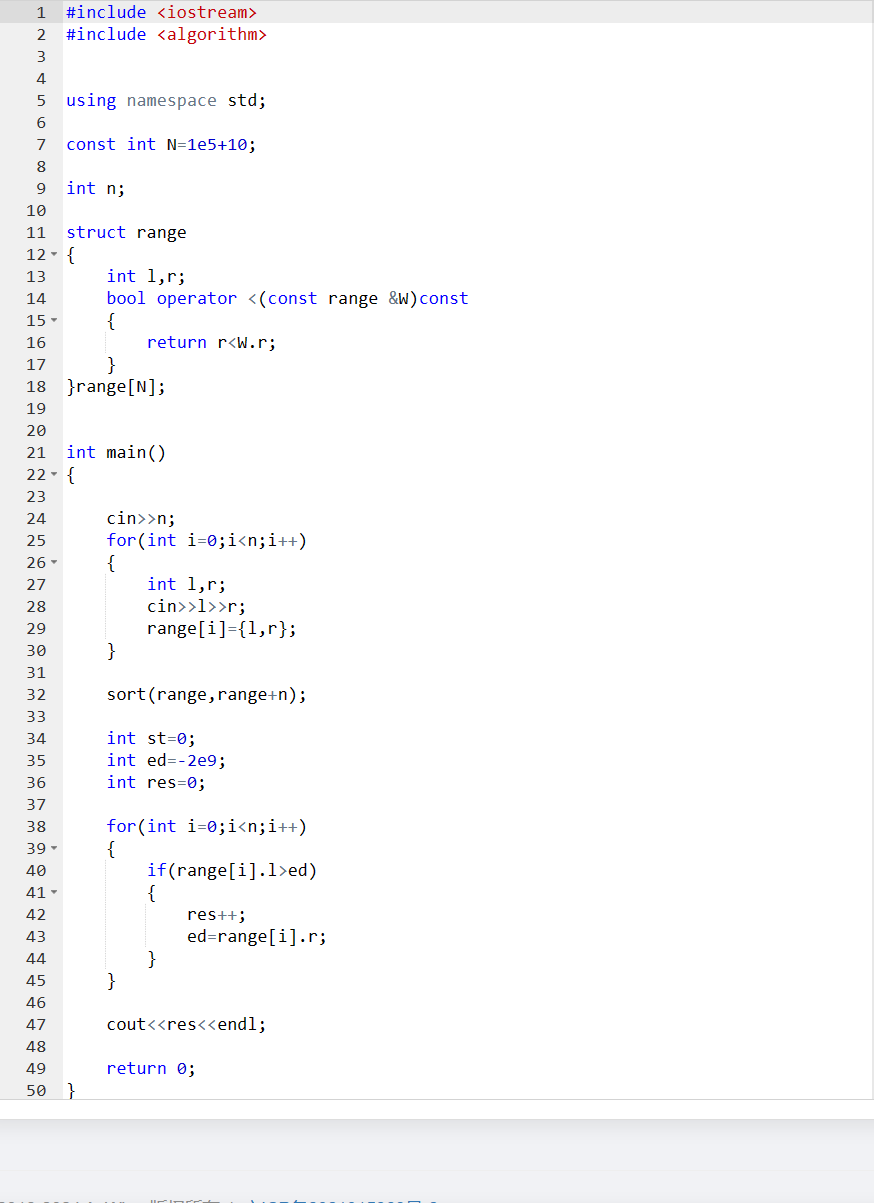 1 #include <iostream>
2 #include <algorithm>
3
4
5 using namespace std;
6
7 const int N=1e5+10;
8
9 int n;
10
11 struct range
12 {
13     int l,r;
14     bool operator <(const range &W)const
15     {
16         return r<W.r;
17     }
18 }range[N];
19
20
21 int main()
22 {
23
24     cin>>n;
25     for(int i=0;i<n;i++)
26     {
27         int l,r;
28         cin>>l>>r;
29         range[i]={l,r};
30     }
31
32     sort(range,range+n);
33
34     int st=0;
35     int ed=-2e9;
36     int res=0;
37
38     for(int i=0;i<n;i++)
39     {
40         if(range[i].l>ed)
41         {
42             res++;
43             ed=range[i].r;
44         }
45     }
46
47     cout<<res<<endl;
48
49     return 0;
50 }